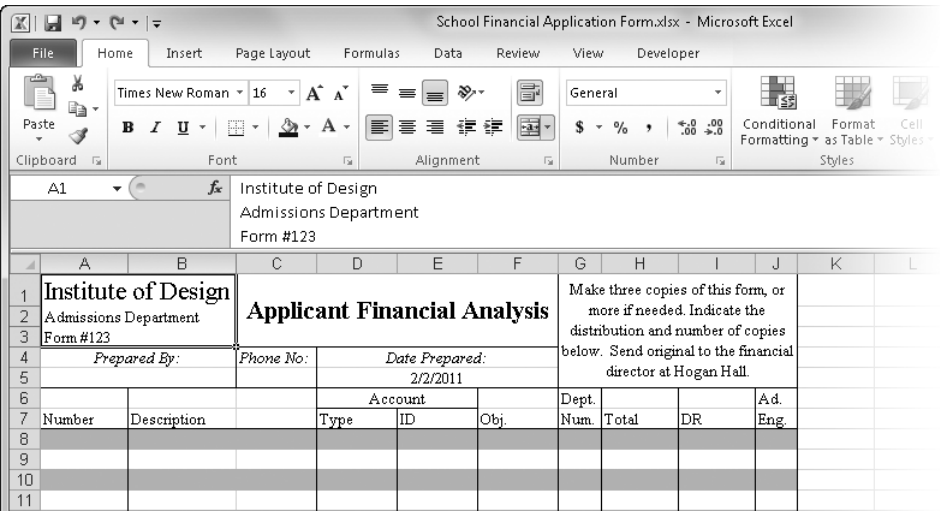 School Financial Application Form.xlsx - Microsoft Excel
File Home Insert Page Layout Formulas Data Review View Developer
Times New Roman 16 A A General
Paste B I U A $ % , .0 .00 .00 .0 Conditional Formatting Format as Table Cell Styles
Clipboard Font Alignment Number Styles
A1 fx Institute of Design
Admissions Department
Form #123
A B C D E F G H I J K L
1 Institute of Design
2 Admissions Department
3 Form #123
Applicant Financial Analysis
Make three copies of this form, or
more if needed. Indicate the
distribution and number of copies
below. Send original to the financial
director at Hogan Hall.
4 Prepared By: Phone No: Date Prepared:
5 2/2/2011
6 Account Dept. Ad.
7 Number Description Type ID Obj. Num. Total DR Eng.
8
9
10
11